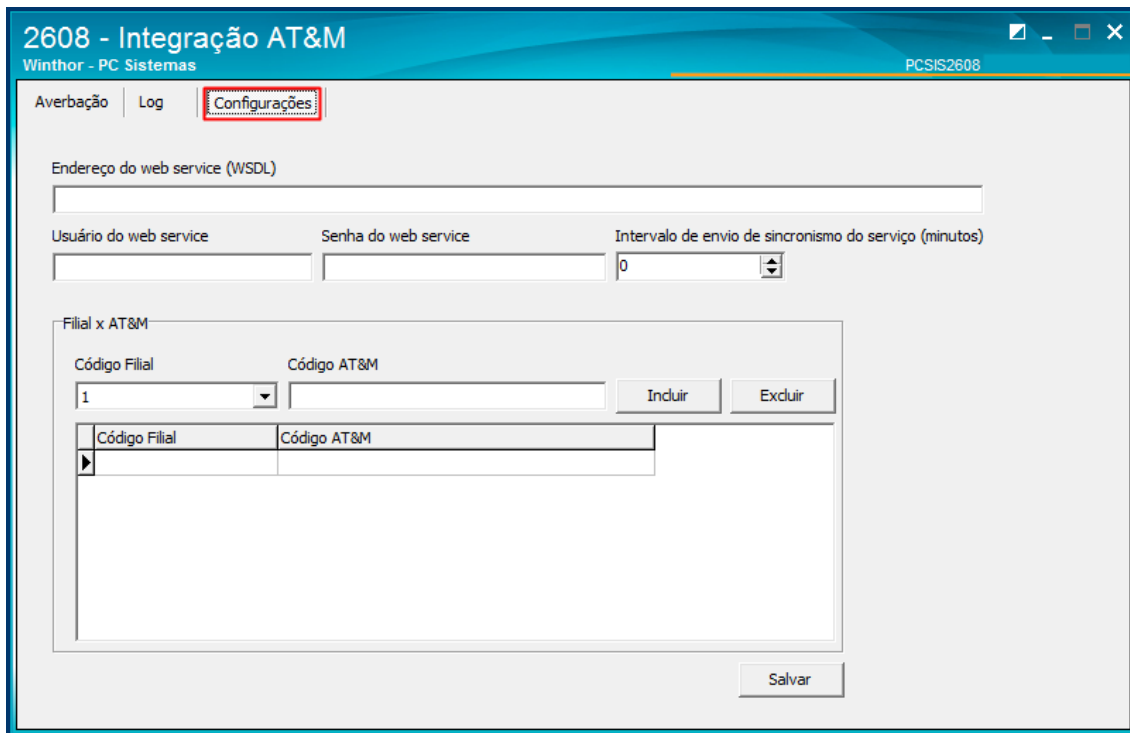 2608 - Integração AT&M
Winthor - PC Sistemas
PCSIS2608
Averbação Log Configurações
Endereço do web service (WSDL)
Usuário do web service Senha do web service Intervalo de envio de sincronismo do serviço (minutos)
0
Filial x AT&M
Código Filial Código AT&M
1 Incluir Excluir
Código Filial Código AT&M
Salvar